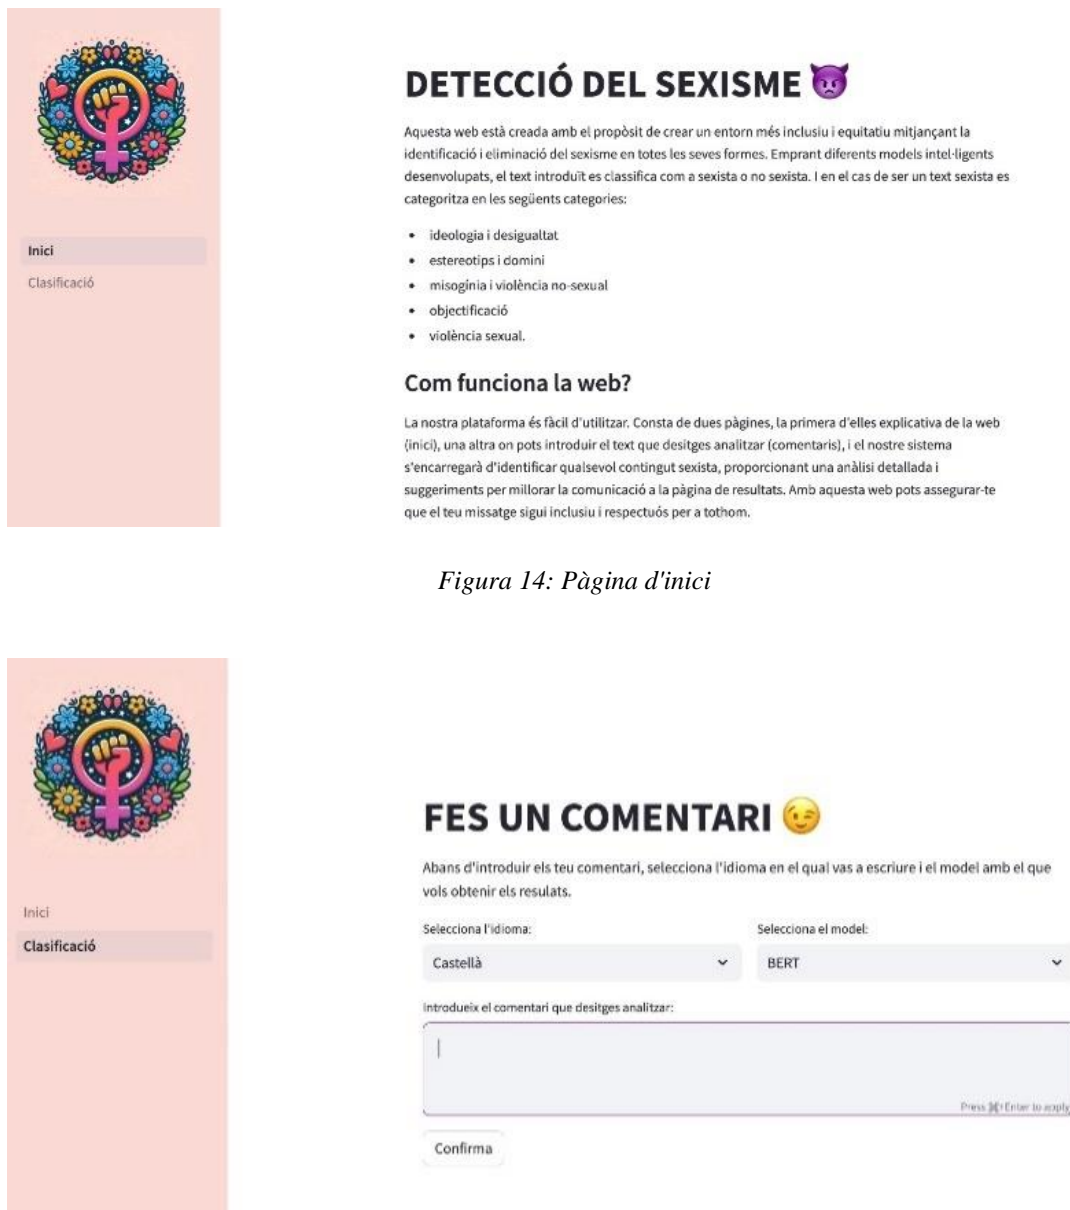 DETECCIÓ DEL SEXISME
Aquesta web està creada amb el propòsit de crear un entorn més inclusiu i equitatiu mitjançant la
identificació i eliminació del sexisme en totes les seves formes. Emprant diferents models intel·ligents
desenvolupats, el text introduït es classifica com a sexista o no sexista. I en el cas de ser un text sexista es
categoritza en les següents categories:
• ideologia i desigualtat
• estereotips i domini
• misogínia i violència no-sexual
• objectificació
• violència sexual.
Inici
Clasificació
Com funciona la web?
La nostra plataforma és fàcil d'utilitzar. Consta de dues pàgines, la primera d'elles explicativa de la web
(inici), una altra on pots introduir el text que desitges analitzar (comentaris), i el nostre sistema
s'encarregarà d'identificar qualsevol contingut sexista, proporcionant una anàlisi detallada i
suggeriments per millorar la comunicació a la pàgina de resultats. Amb aquesta web pots assegurar-te
que el teu missatge sigui inclusiu i respectuós per a tothom.
Figura 14: Pàgina d'inici
FES UN COMENTARI
Abans d'introduir els teu comentari, selecciona l'idioma en el qual vas a escriure i el model amb el que
vols obtenir els resulats.
Inici
Clasificació
Selecciona l'idioma:
Selecciona el model:
Castellà
BERT
Introdueix el comentari que desitges analitzar:
Press ⌘+Enter to apply
Confirma